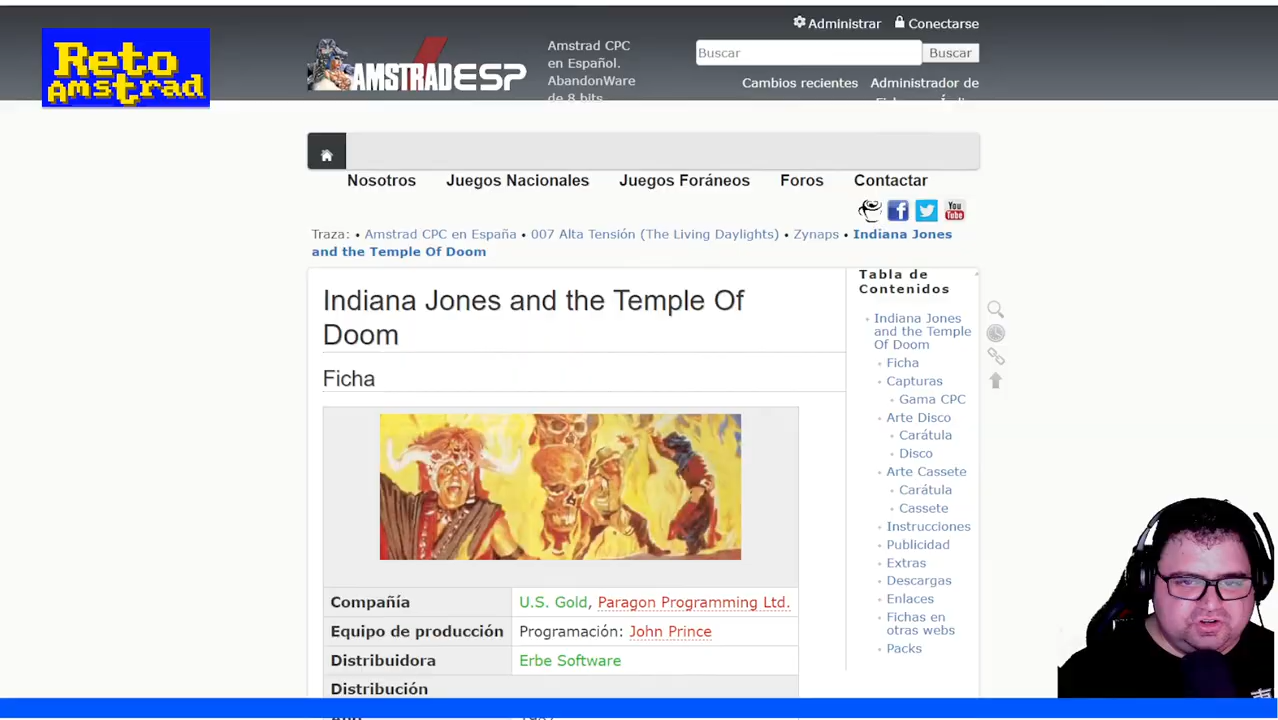 Reto
Amstrad
AMSTRADESP
Amstrad CPC
en Español.
AbandonWare
de 8 bits
Administrar
Conectarse
Buscar
Buscar
Cambios recientes
Administrador de
Nosotros
Juegos Nacionales
Juegos Foráneos
Foros
Contactar
You
Tube
Traza: • Amstrad CPC en España • 007 Alta Tensión (The Living Daylights) • Zynaps • Indiana Jones
and the Temple Of Doom
Indiana Jones and the Temple Of
Doom
Ficha
Compañía U.S. Gold, Paragon Programming Ltd.
Equipo de producción Programación: John Prince
Distribuidora Erbe Software
Distribución
Tabla de
Contenidos
Indiana Jones
and the Temple
Of Doom
Ficha
Capturas
Gama CPC
Arte Disco
Carátula
Disco
Arte Cassete
Carátula
Cassete
Instrucciones
Publicidad
Extras
Descargas
Enlaces
Fichas en
otras webs
Packs